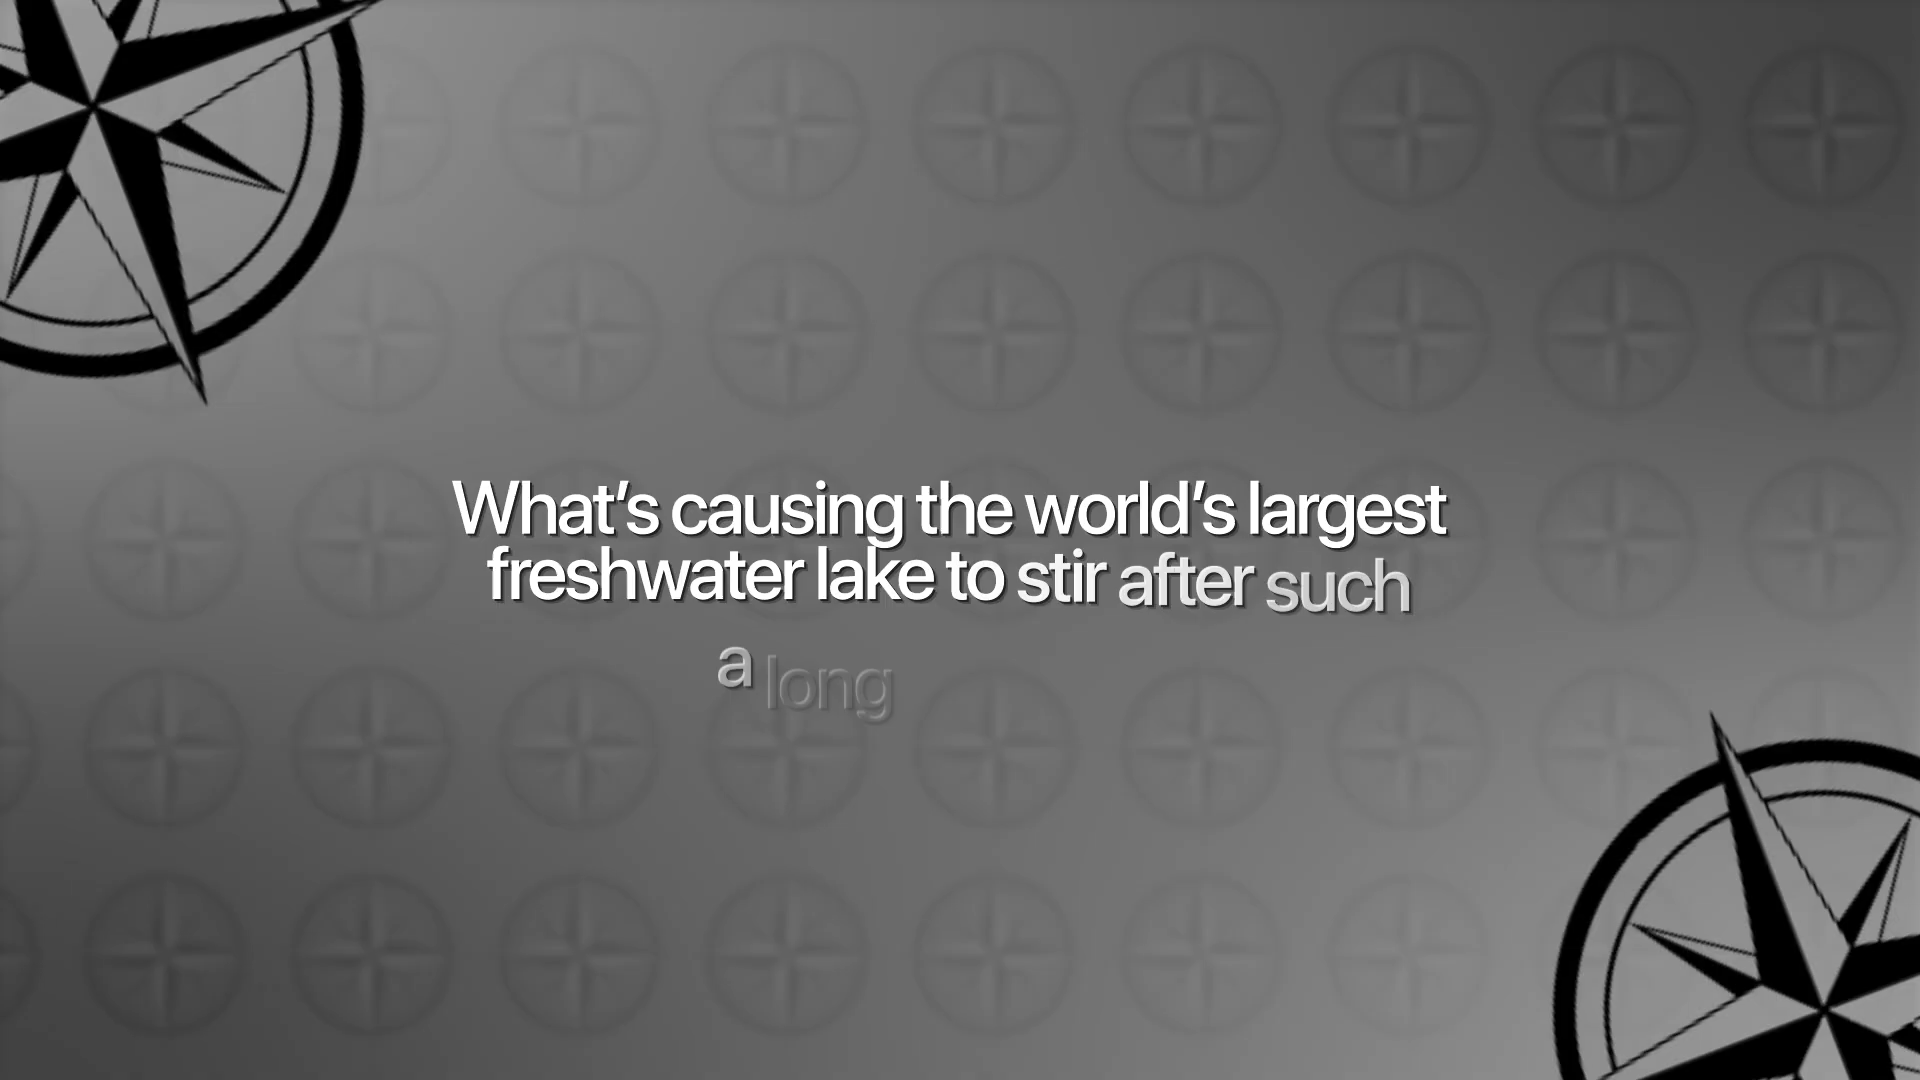 What’s causing the world’s largest
freshwater lake to stir after such
a long